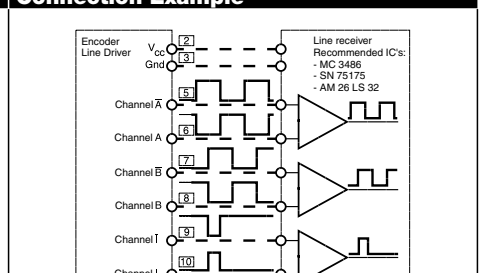 Connection Example
Encoder
Line Driver
Vcc
Gnd
Channel A̅
Channel A
Channel B̅
Channel B
Channel I̅
Channel I
2
3
5
6
7
8
9
10
Line receiver
Recommended IC's:
- MC 3486
- SN 75175
- AM 26 LS 32